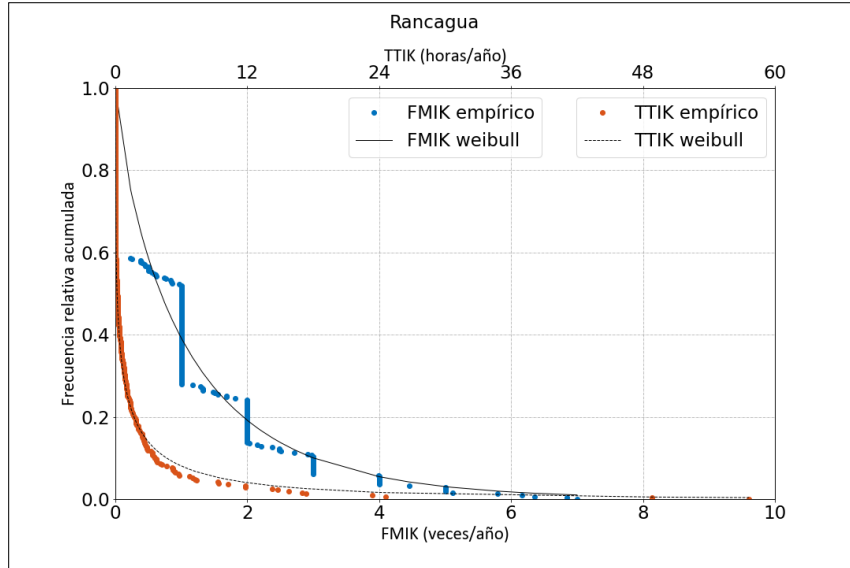 Rancagua
TTIK (horas/año)
0 12 24 36 48 60
1.0
0.8
0.6
0.4
0.2
0.0
Frecuencia relativa acumulada
FMIK empírico
FMIK weibull
TTIK empírico
TTIK weibull
0 2 4 6 8 10
FMIK (veces/año)